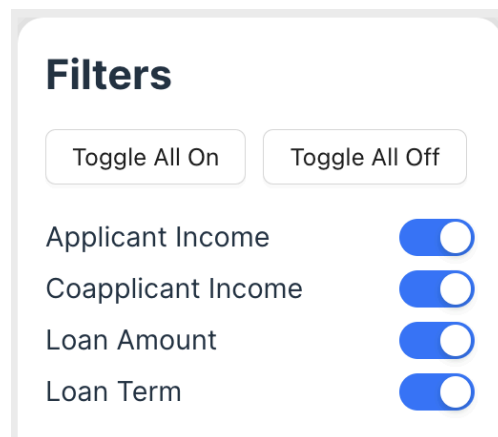 Filters
Toggle All On Toggle All Off
Applicant Income
Coapplicant Income
Loan Amount
Loan Term